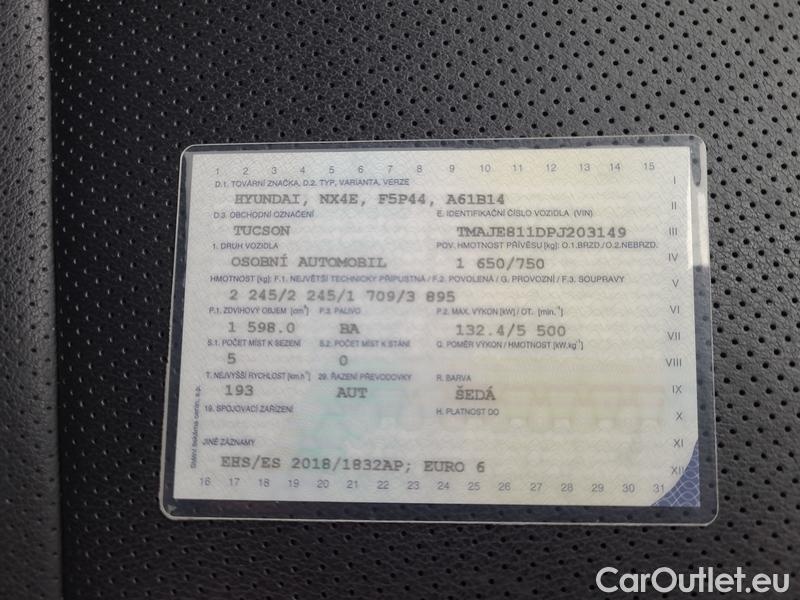 1 2 3 4 5 6 7 8 9 10 11 12 13 14 15
D.1. TOVÁRNÍ ZNAČKA, D.2. TYP, VARIANTA, VERZE I
HYUNDAI, NX4E, F5P44, A61B14 II
D.3. OBCHODNÍ OZNAČENÍ E. IDENTIFIKAČNÍ ČÍSLO VOZIDLA (VIN)
TUCSON TMAJE811DPJ203149 III
1. DRUH VOZIDLA POV. HMOTNOST PŘÍVĚSU [kg]: O.1.BRZD./O.2.NEBRZD.
OSOBNÍ AUTOMOBIL 1 650/750 IV
HMOTNOST [kg]: F.1. NEJVĚTŠÍ TECHNICKY PŘÍPUSTNÁ / F.2. POVOLENÁ / G. PROVOZNÍ / F.3. SOUPRAVY V
2 245/2 245/1 709/3 895
P.1. ZDVIHOVÝ OBJEM [cm³] P.3. PALIVO P.2. MAX. VÝKON [kW] / OT. [min.⁻¹] VI
1 598.0 BA 132.4/5 500
S.1. POČET MÍST K SEZENÍ S.2. POČET MÍST K STÁNÍ Q. POMĚR VÝKON / HMOTNOST [kW.kg⁻¹] VII
5 0 VIII
T. NEJVYŠŠÍ RYCHLOST [km.h⁻¹] 29. ŘAZENÍ PŘEVODOVKY R. BARVA
193 AUT ŠEDÁ IX
19. SPOJOVACÍ ZAŘÍZENÍ H. PLATNOST DO X
JINÉ ZÁZNAMY XI
EHS/ES 2018/1832AP; EURO 6 XII
16 17 18 19 20 21 22 23 24 25 26 27 28 29 30 31
Státní tiskárna cenin, s.p.
CarOutlet.eu